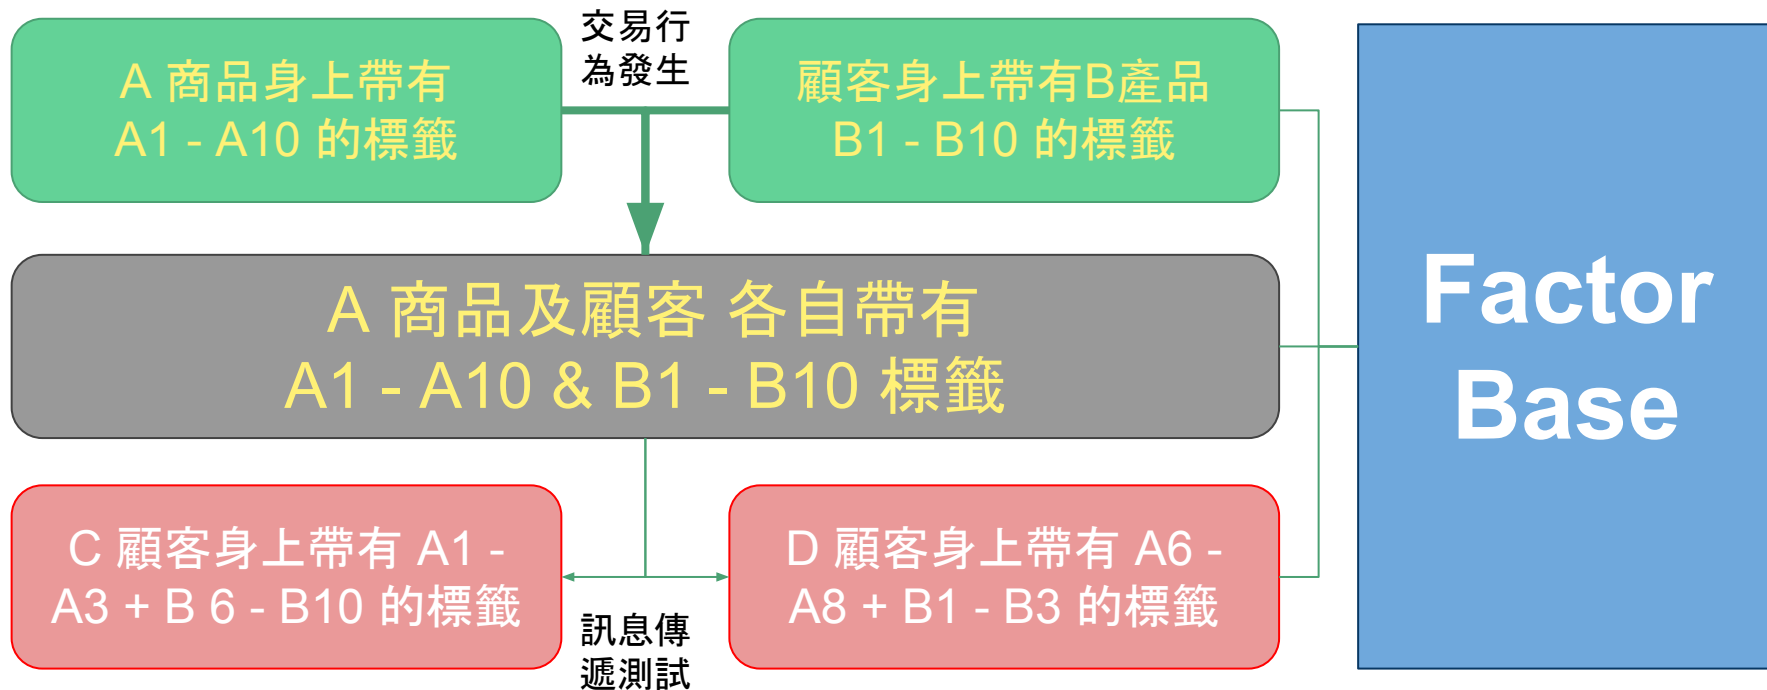 A 商品身上帶有
A1 - A10 的標籤
交易行
為發生
顧客身上帶有B產品
B1 - B10 的標籤
A 商品及顧客 各自帶有
A1 - A10 & B1 - B10 標籤
C 顧客身上帶有 A1 -
A3 + B 6 - B10 的標籤
訊息傳
遞測試
D 顧客身上帶有 A6 -
A8 + B1 - B3 的標籤
Factor
Base